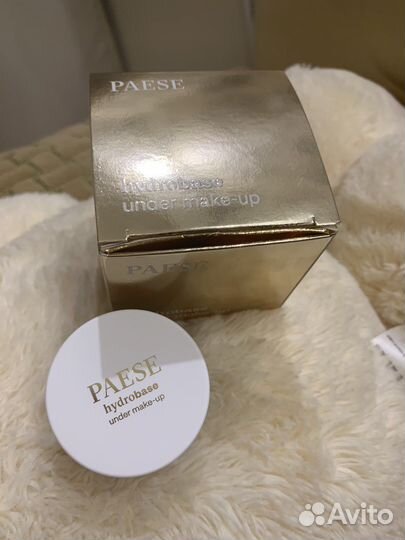 PAESE
hydrobase
under make-up
PAESE
PAESE
hydrobase
under make-up
Avito